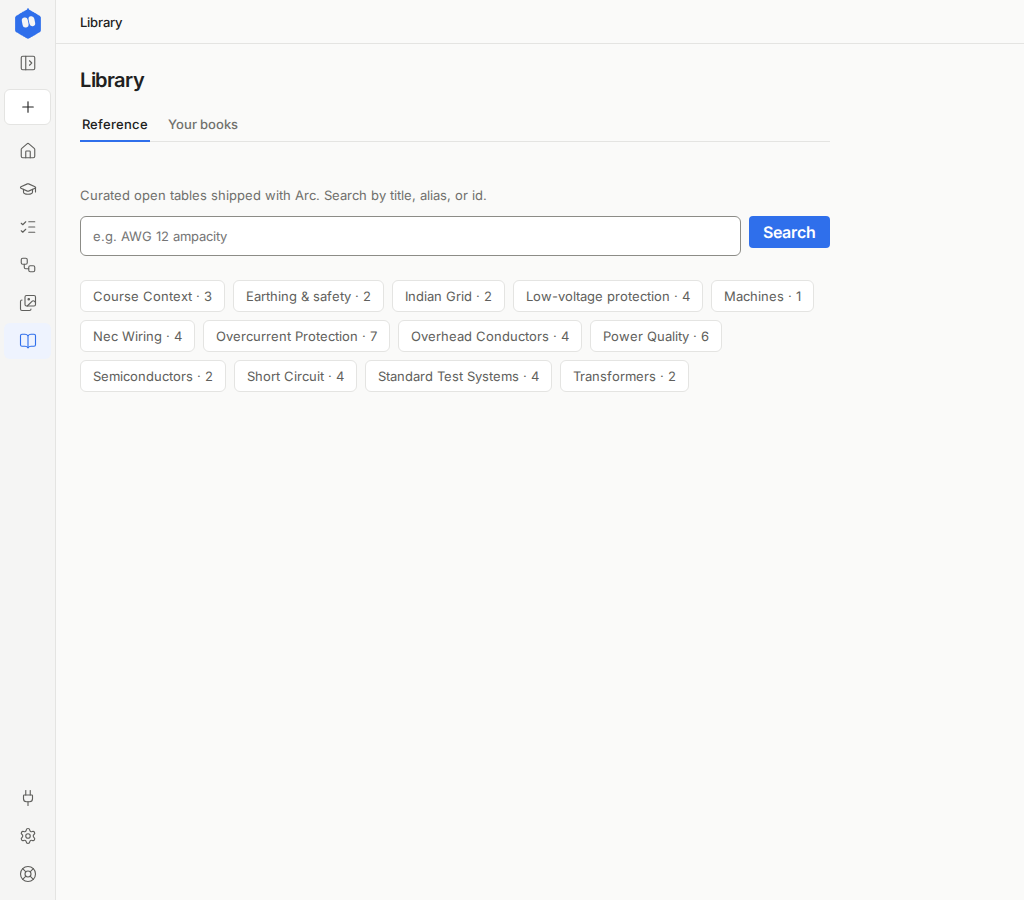 Library
Library
Reference
Your books
Curated open tables shipped with Arc. Search by title, alias, or id.
e.g. AWG 12 ampacity
Search
Course Context · 3
Earthing & safety · 2
Indian Grid · 2
Low-voltage protection · 4
Machines · 1
Nec Wiring · 4
Overcurrent Protection · 7
Overhead Conductors · 4
Power Quality · 6
Semiconductors · 2
Short Circuit · 4
Standard Test Systems · 4
Transformers · 2